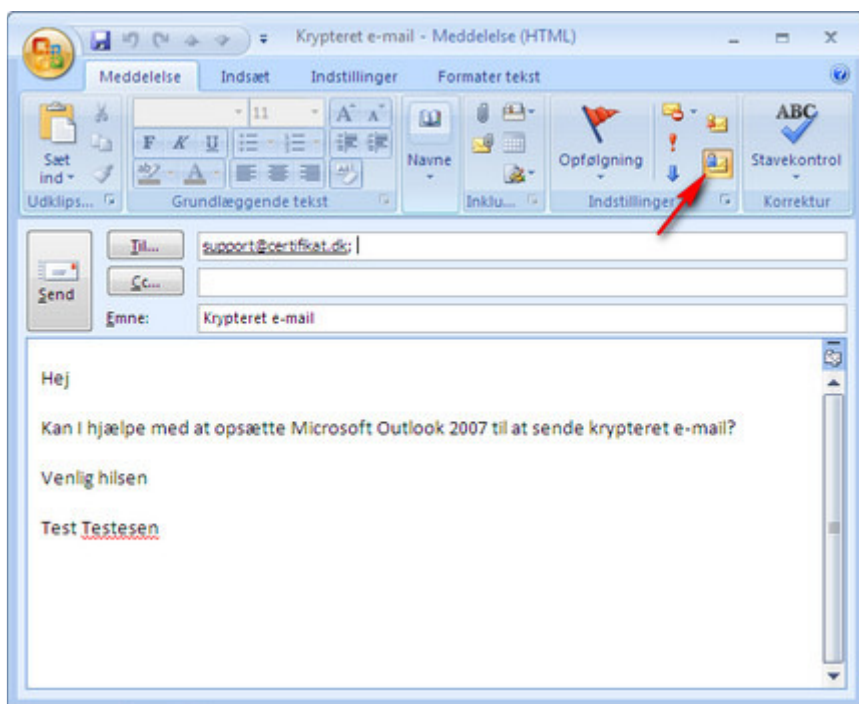 Krypteret e-mail - Meddelelse (HTML)
Meddelelse Indsæt Indstillinger Formater tekst
Sæt ind
11
A A
F K U
ab A
Navne
Opfølgning
ABC
Stavekontrol
Udklips... Grundlæggende tekst Inklu... Indstillinger Korrektur
Send
Til... support@certifikat.dk;
Cc...
Emne: Krypteret e-mail
Hej
Kan I hjælpe med at opsætte Microsoft Outlook 2007 til at sende krypteret e-mail?
Venlig hilsen
Test Testesen